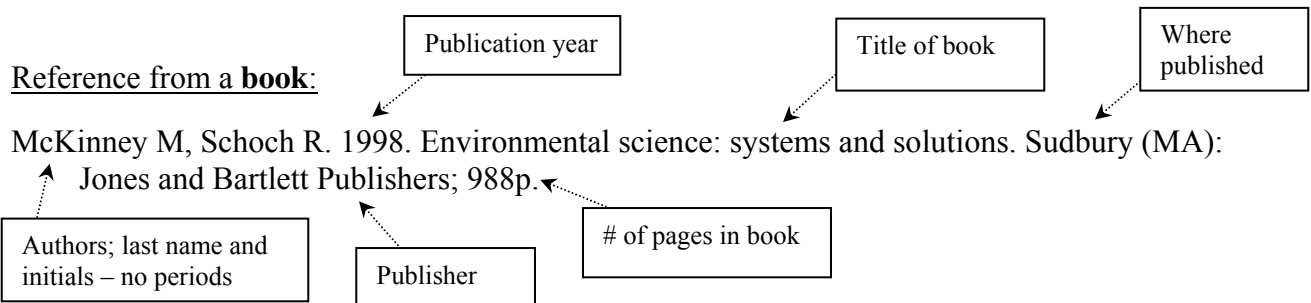 Publication year
Title of book
Where
published
Reference from a book:
McKinney M, Schoch R. 1998. Environmental science: systems and solutions. Sudbury (MA):
Jones and Bartlett Publishers; 988p.
Authors; last name and
initials – no periods
Publisher
# of pages in book